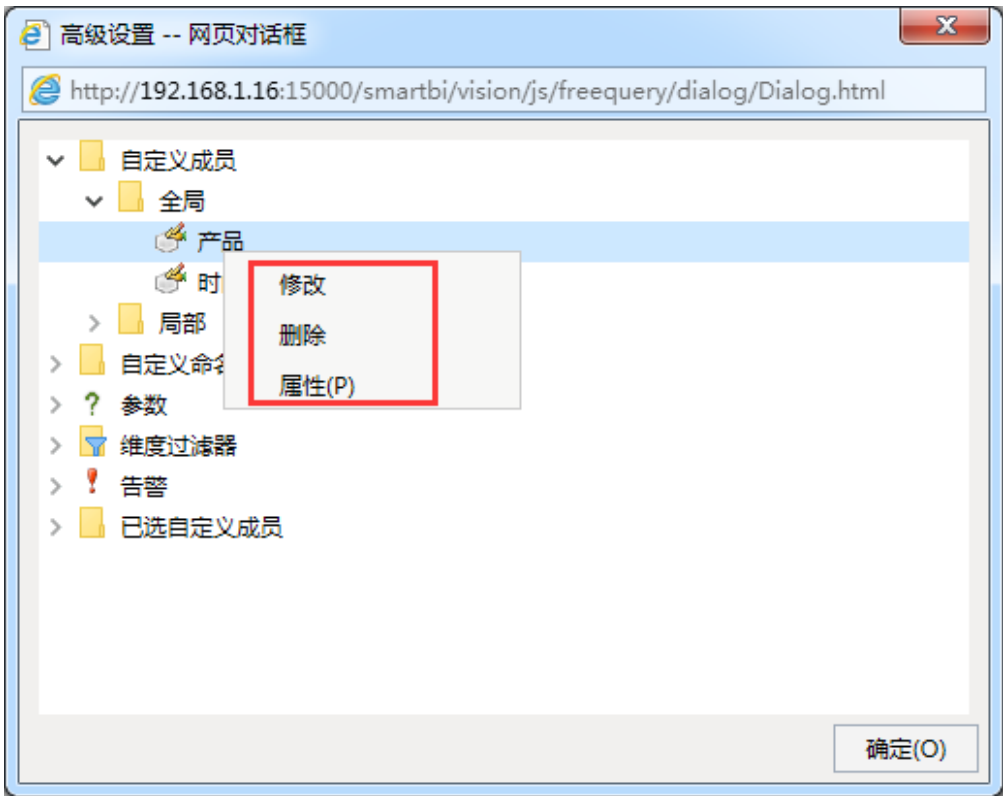 高级设置 -- 网页对话框
http://192.168.1.16:15000/smartbi/vision/js/freequery/dialog/Dialog.html
自定义成员
全局
产品
时
修改
局部
删除
自定义命
属性(P)
参数
维度过滤器
告警
已选自定义成员
确定(O)